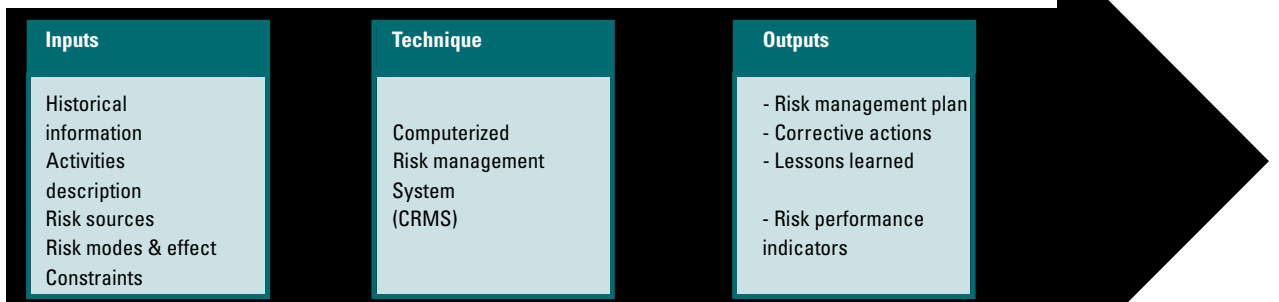 Inputs
Historical
information
Activities
description
Risk sources
Risk modes & effect
Constraints
Technique
Computerized
Risk management
System
(CRMS)
Outputs
- Risk management plan
- Corrective actions
- Lessons learned
- Risk performance
indicators